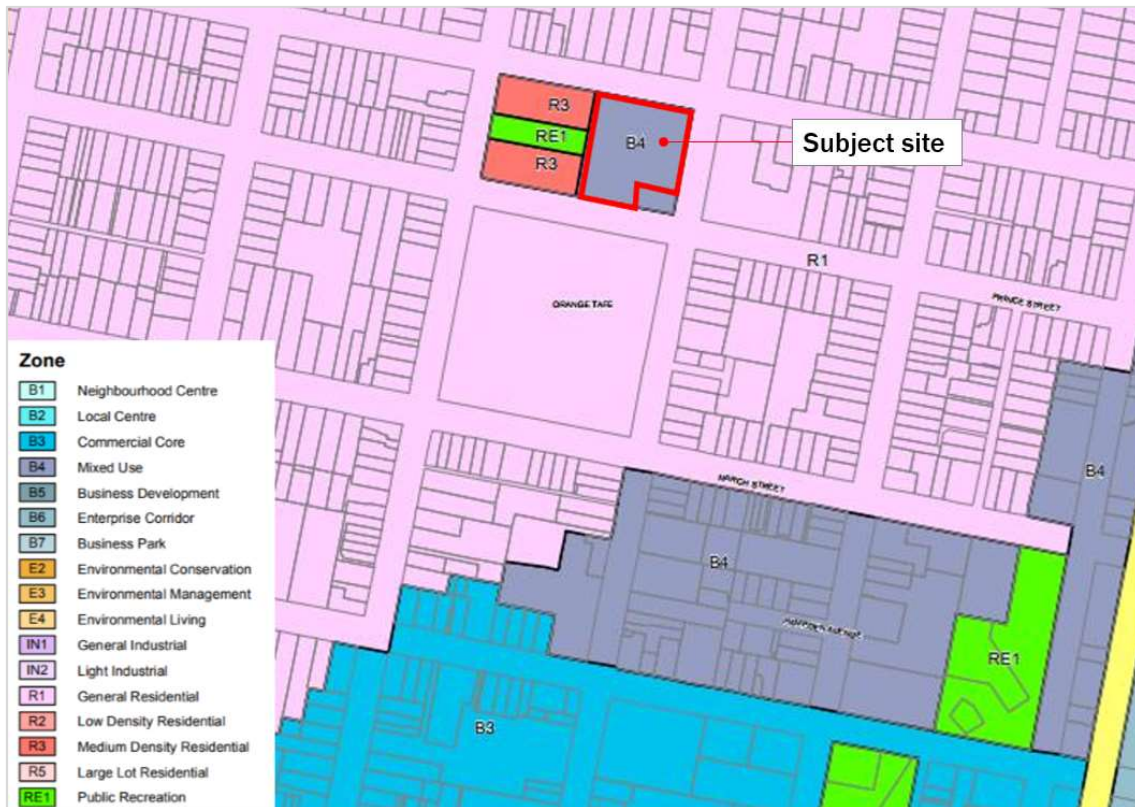 R3
RE1
R3
B4
Subject site
R1
ORANGE TAFE
PRINCE STREET
B4
MARCH STREET
B4
RE1
B3
Zone
B1 Neighbourhood Centre
B2 Local Centre
B3 Commercial Core
B4 Mixed Use
B5 Business Development
B6 Enterprise Corridor
B7 Business Park
E2 Environmental Conservation
E3 Environmental Management
E4 Environmental Living
IN1 General Industrial
IN2 Light Industrial
R1 General Residential
R2 Low Density Residential
R3 Medium Density Residential
R5 Large Lot Residential
RE1 Public Recreation